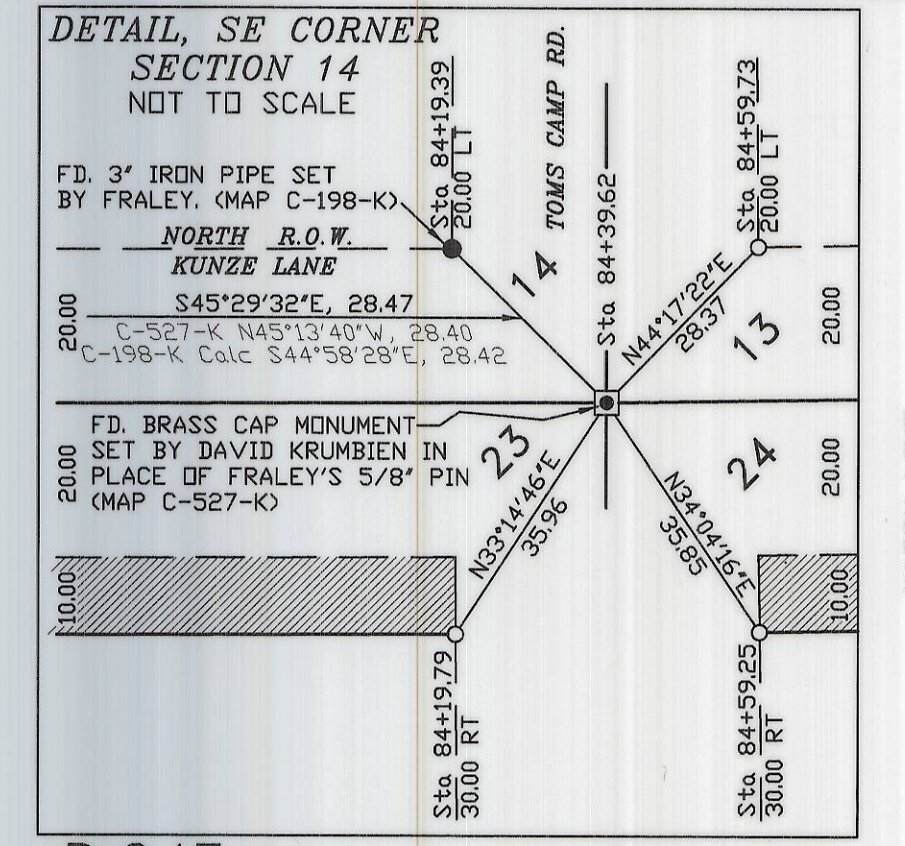 DETAIL, SE CORNER
SECTION 14
NOT TO SCALE
Sta 84+19.39
20.00 LT
TOMS CAMP RD.
Sta 84+59.73
20.00 LT
FD. 3" IRON PIPE SET
BY FRALEY. (MAP C-198-K)
NORTH R.O.W.
KUNZE LANE
14
Sta 84+39.62
N44°17'22"E
28.37
13
20.00
20.00
S45°29'32"E, 28.47
C-527-K N45°13'40"W, 28.40
C-198-K Calc S44°58'28"E, 28.42
FD. BRASS CAP MONUMENT
SET BY DAVID KRUMBIEN IN
PLACE OF FRALEY'S 5/8" PIN
(MAP C-527-K)
20.00
23
24
20.00
N33°14'46"E
35.96
N34°04'16"E
35.85
10.00
10.00
Sta 84+19.79
30.00 RT
Sta 84+59.25
30.00 RT